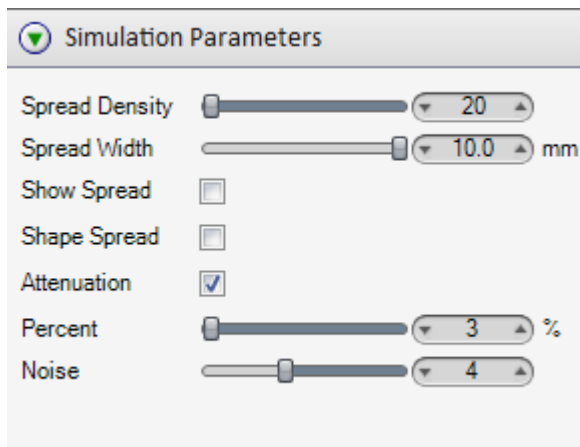 Simulation Parameters
Spread Density 20
Spread Width 10.0 mm
Show Spread
Shape Spread
Attenuation
Percent 3 %
Noise 4